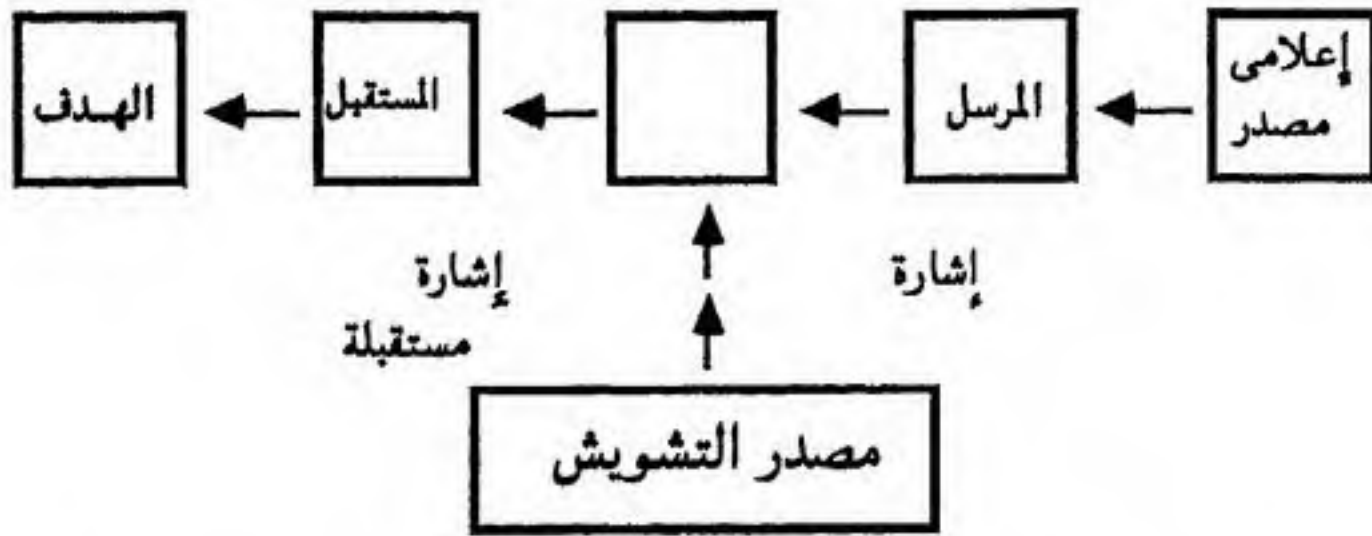 إعلامى
مصدر
المرسل
المستقبل
الهدف
إشارة
إشارة
مستقبلة
مصدر التشويش